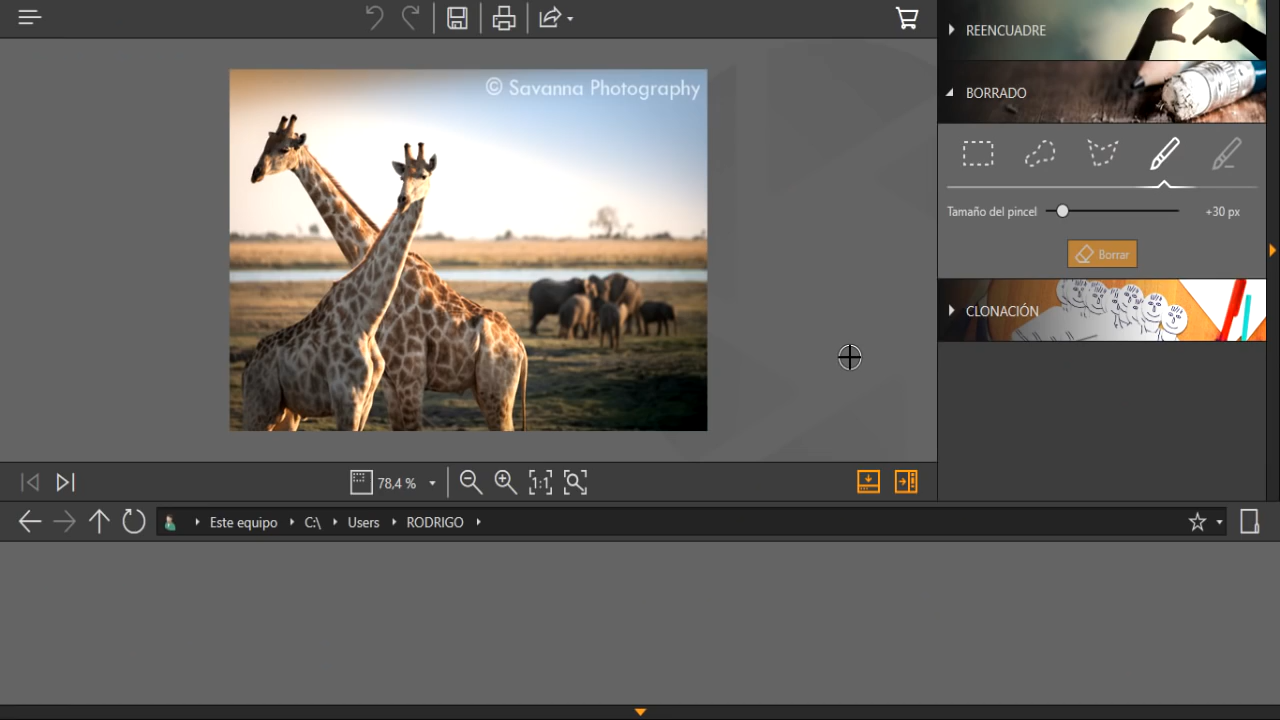 REENCUADRE
© Savanna Photography
BORRADO
Tamaño del pincel +30 px
Borrar
CLONACIÓN
78,4 %
1:1
Este equipo C:\ Users RODRIGO